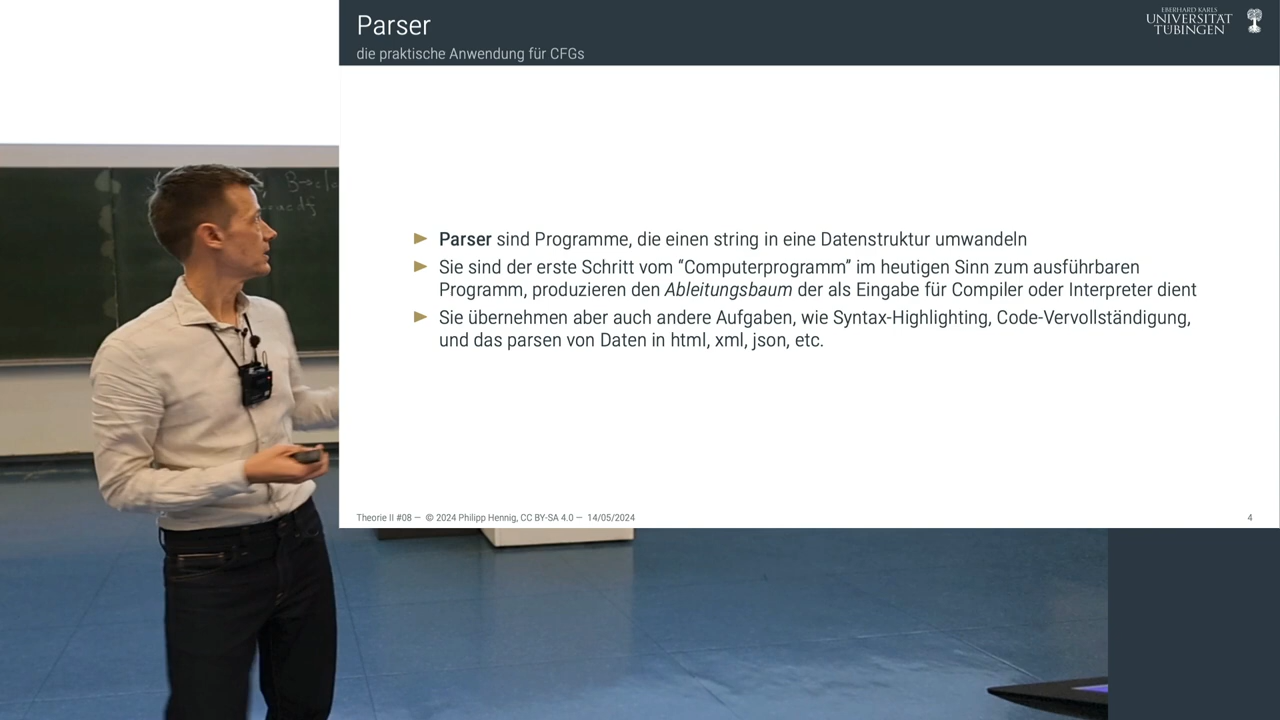 Parser
die praktische Anwendung für CFGs
EBERHARD KARLS
UNIVERSITÄT
TÜBINGEN
Parser sind Programme, die einen string in eine Datenstruktur umwandeln
Sie sind der erste Schritt vom “Computerprogramm” im heutigen Sinn zum ausführbaren
Programm, produzieren den Ableitungsbaum der als Eingabe für Compiler oder Interpreter dient
Sie übernehmen aber auch andere Aufgaben, wie Syntax-Highlighting, Code-Vervollständigung,
und das parsen von Daten in html, xml, json, etc.
Theorie II #08 — © 2024 Philipp Hennig, CC BY-SA 4.0 — 14/05/2024
4